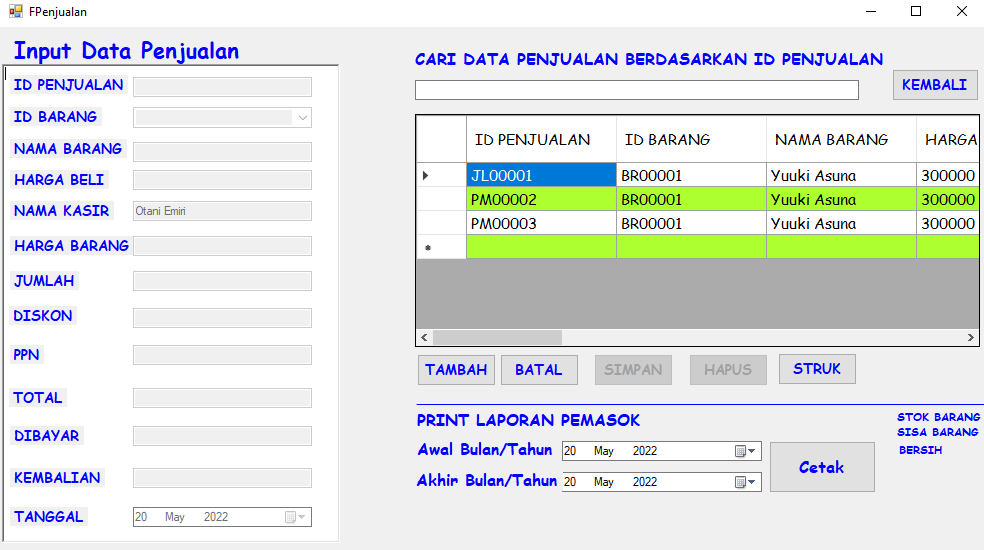 FPenjualan
Input Data Penjualan
ID PENJUALAN
ID BARANG
NAMA BARANG
HARGA BELI
NAMA KASIR Otani Emiri
HARGA BARANG
JUMLAH
DISKON
PPN
TOTAL
DIBAYAR
KEMBALIAN
TANGGAL 20 May 2022
CARI DATA PENJUALAN BERDASARKAN ID PENJUALAN
KEMBALI
ID PENJUALAN ID BARANG NAMA BARANG HARGA
JL00001 BR00001 Yuuki Asuna 300000
PM00002 BR00001 Yuuki Asuna 300000
PM00003 BR00001 Yuuki Asuna 300000
TAMBAH BATAL SIMPAN HAPUS STRUK
PRINT LAPORAN PEMASOK
Awal Bulan/Tahun 20 May 2022
Akhir Bulan/Tahun 20 May 2022
Cetak
STOK BARANG
SISA BARANG
BERSIH